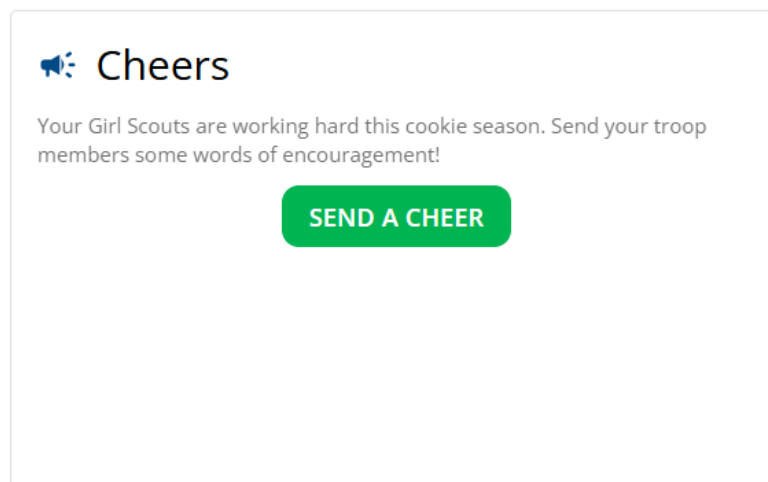 Cheers
Your Girl Scouts are working hard this cookie season. Send your troop
members some words of encouragement!
SEND A CHEER